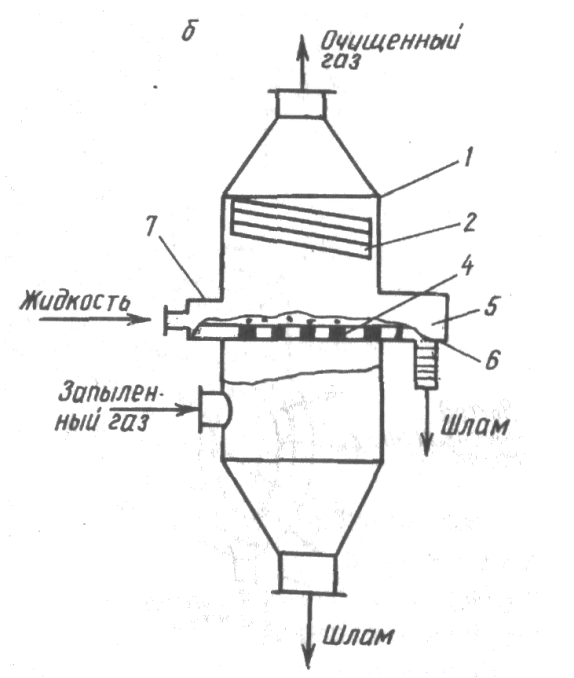 б
Очищенный
газ
1
2
7
4
Жидкость
5
6
Запылен-
ный газ
Шлам
Шлам